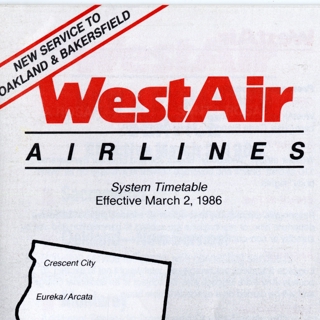 NEW SERVICE TO
OAKLAND & BAKERSFIELD
WestAir
AIRLINES
System Timetable
Effective March 2, 1986
Crescent City
Eureka/Arcata